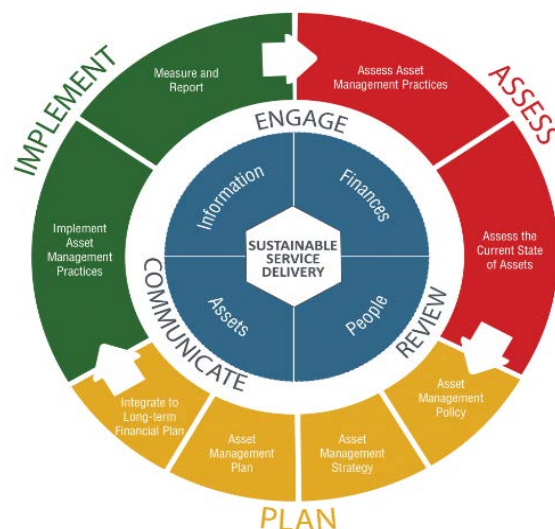 IMPLEMENT
ASSESS
PLAN
Measure and
Report
Assess Asset
Management Practices
Assess the
Current State
of Assets
Asset
Management
Policy
Asset
Management
Strategy
Asset
Management
Plan
Integrate to
Long-term
Financial Plan
Implement
Asset
Management
Practices
ENGAGE
REVIEW
COMMUNICATE
Information
Finances
People
Assets
SUSTAINABLE
SERVICE
DELIVERY